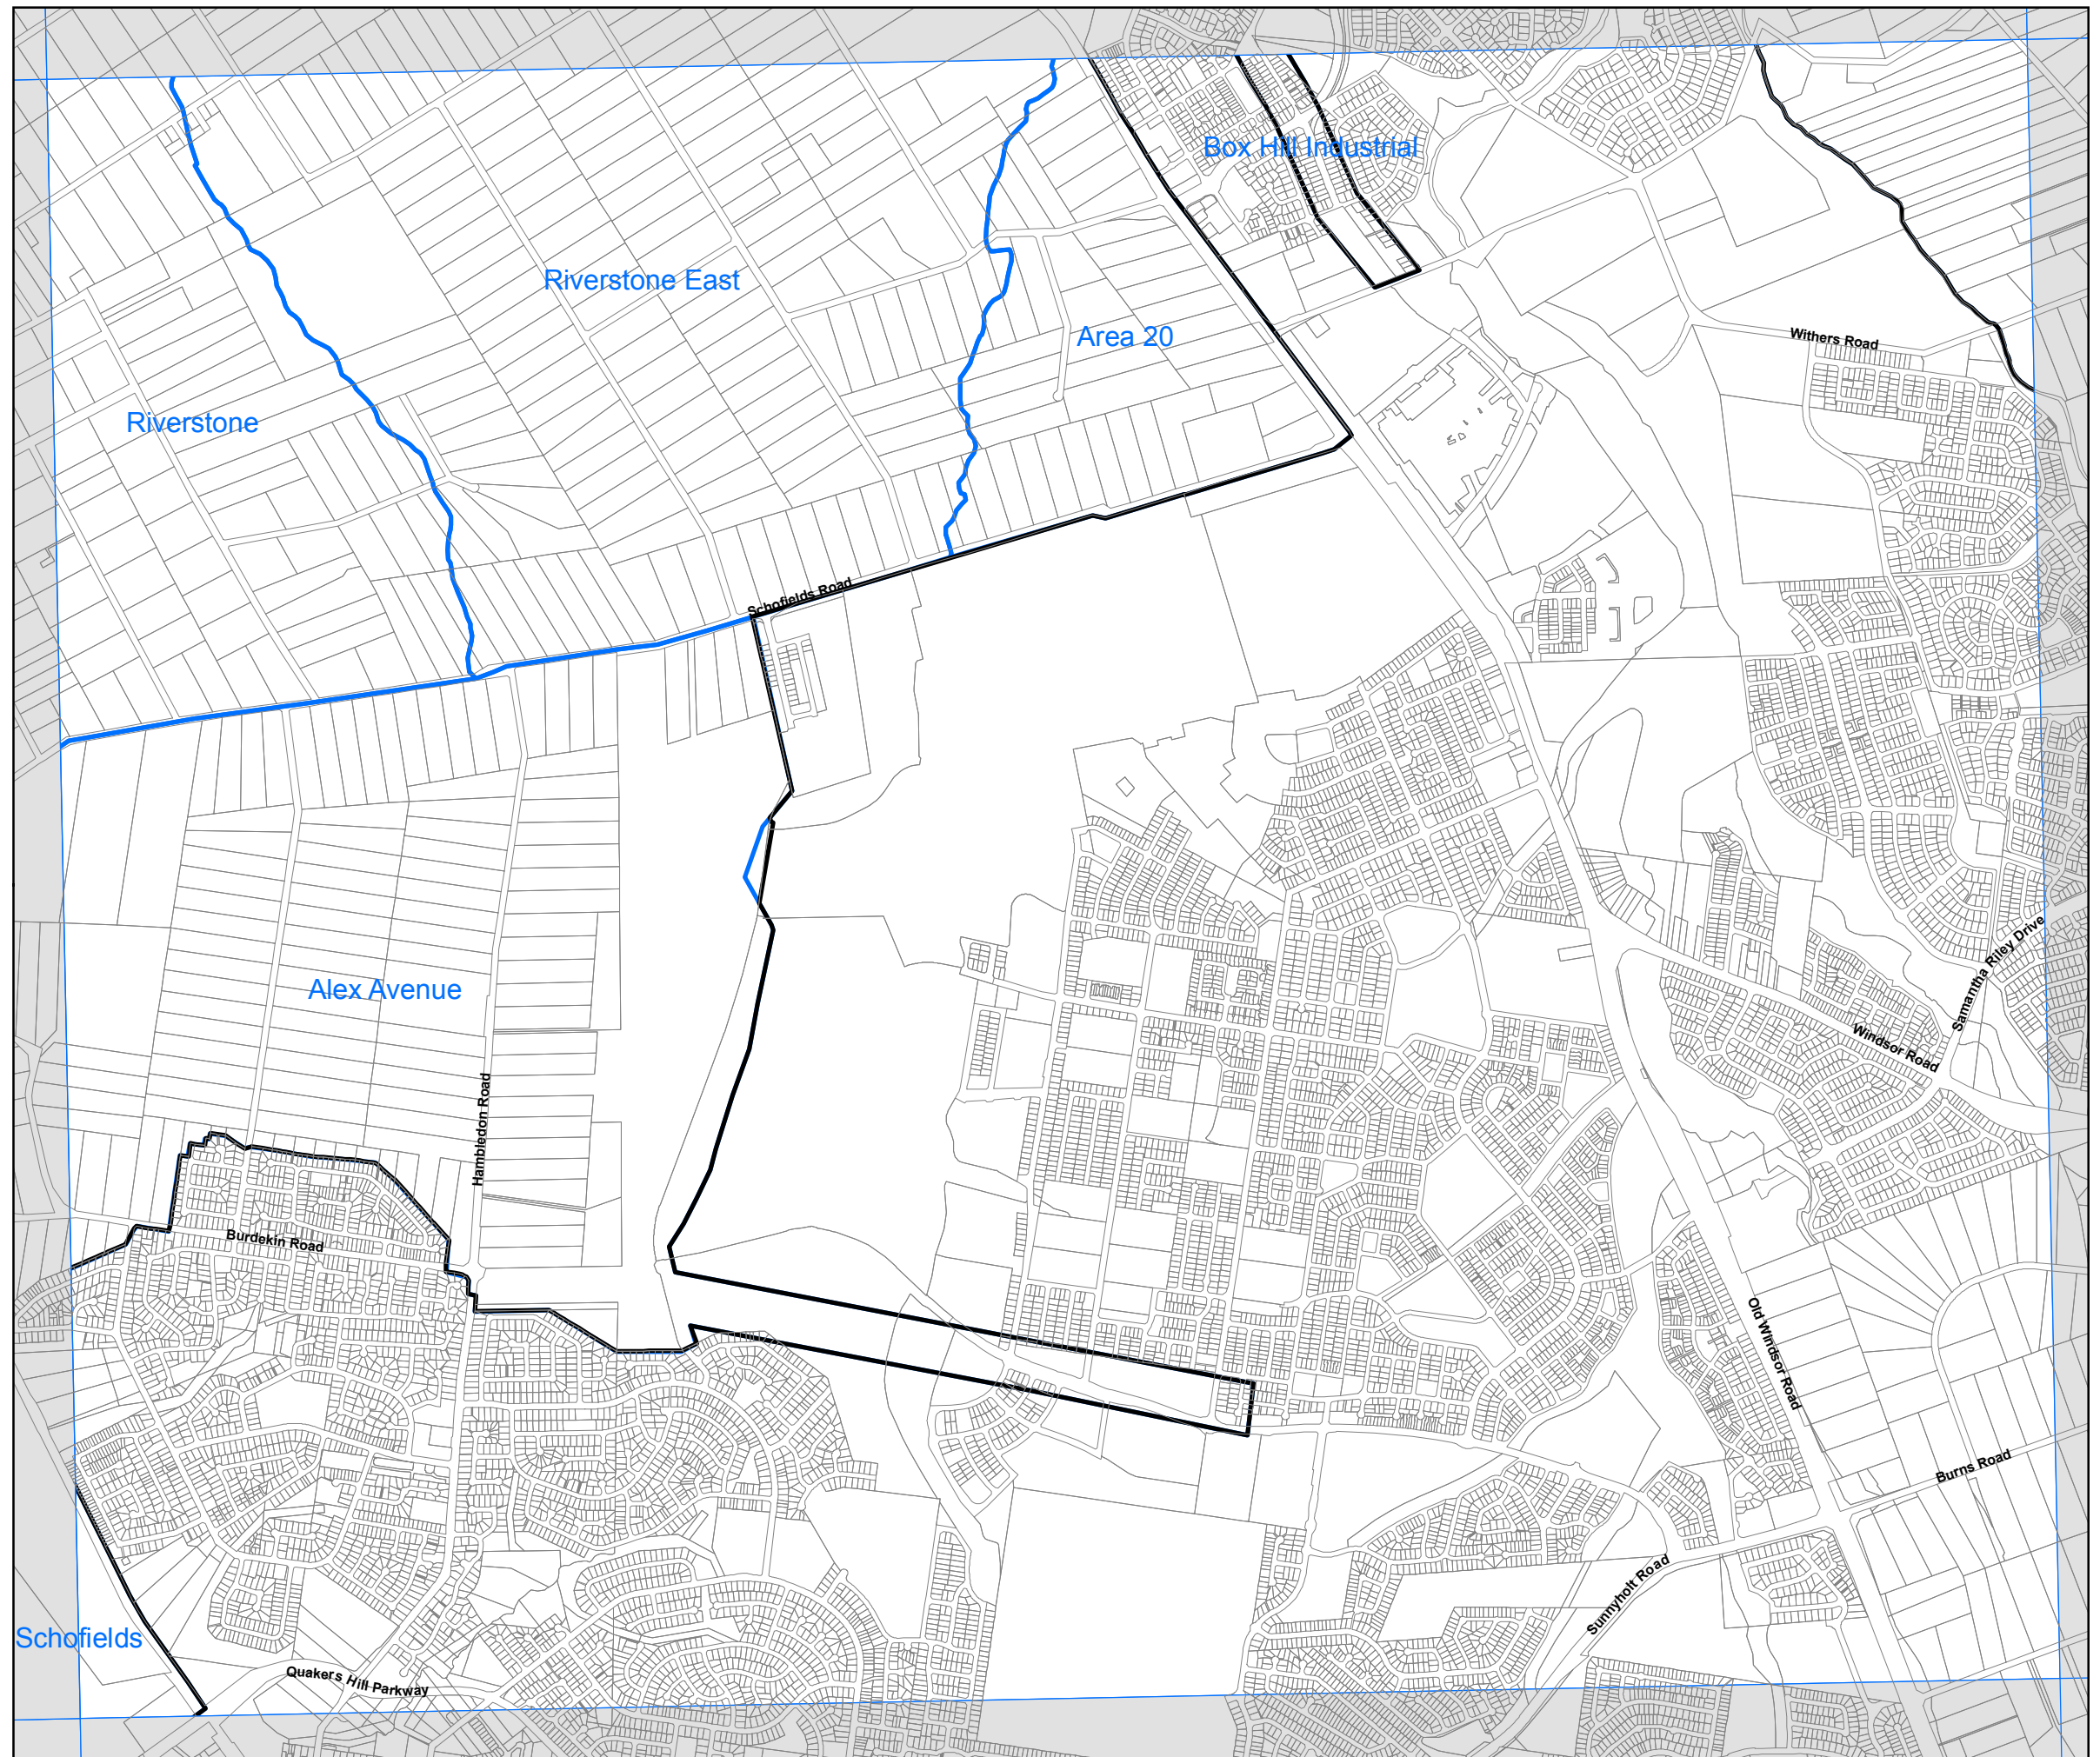 Box Hill Industrial
Riverstone East
Area 20
Withers Road
Riverstone
Schofields Road
Alex Avenue
Samantha Riley Drive
Windsor Road
Hambledon Road
Burdekin Road
Old Windsor Road
Burns Road
Sunnyholt Road
Schofields
Quakers Hill Parkway